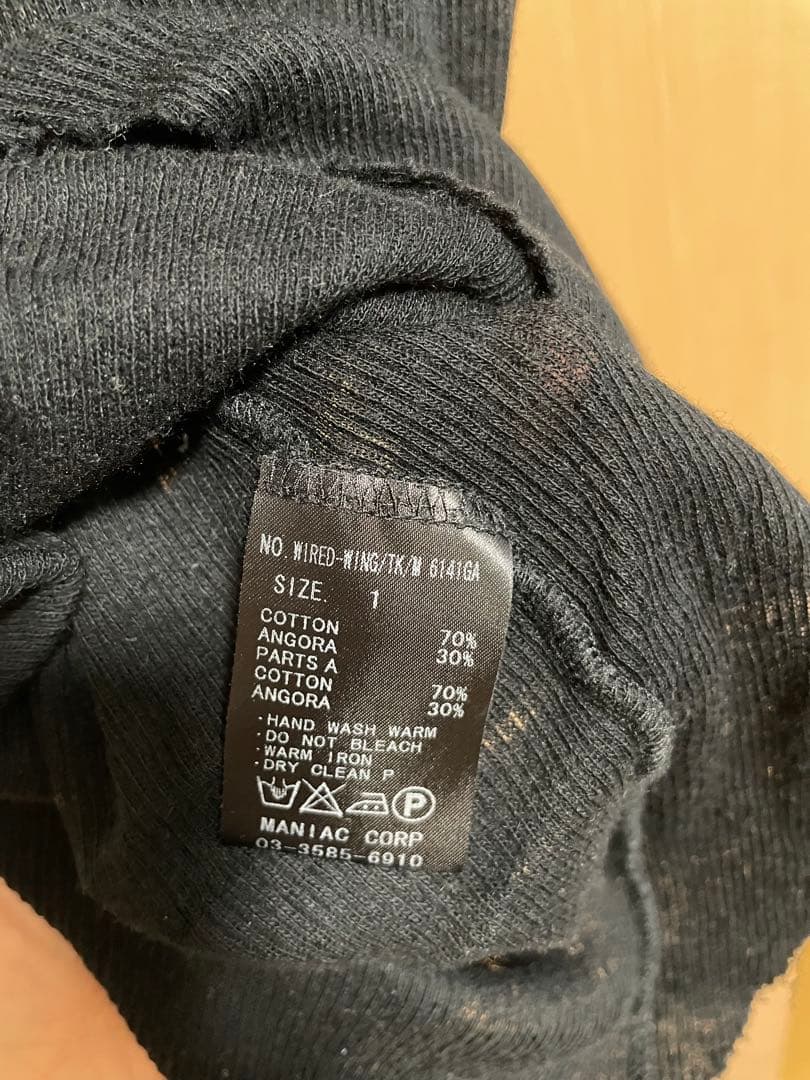 NO. WIRED-WING/TK/M 6141GA
SIZE. 1
COTTON 70%
ANGORA 30%
PARTS A
COTTON 70%
ANGORA 30%
・HAND WASH WARM
・DO NOT BLEACH
・WARM IRON
・DRY CLEAN P
P
MANIAC CORP
03-3585-6910